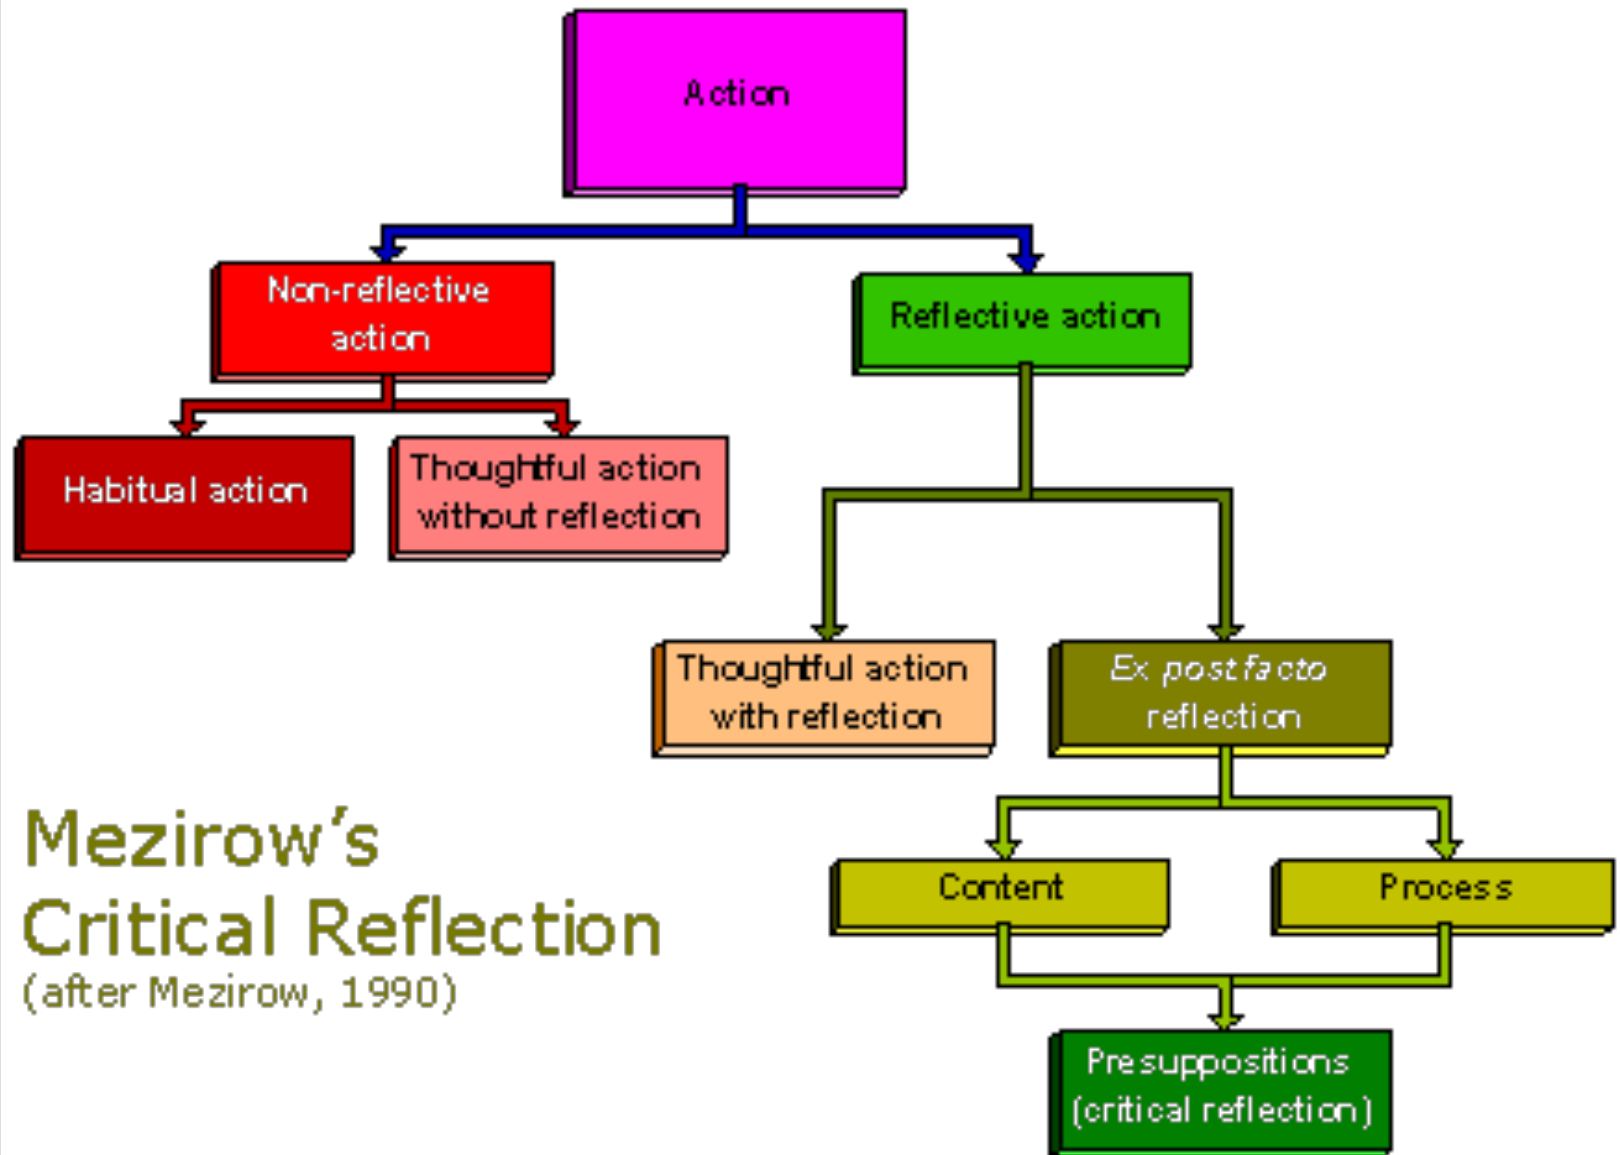 Action
Non-reflective
action
Reflective action
Habitual action
Thoughtful action
without reflection
Thoughtful action
with reflection
Ex post facto
reflection
Mezirow’s
Critical Reflection
(after Mezirow, 1990)
Content
Process
Presuppositions
(critical reflection)